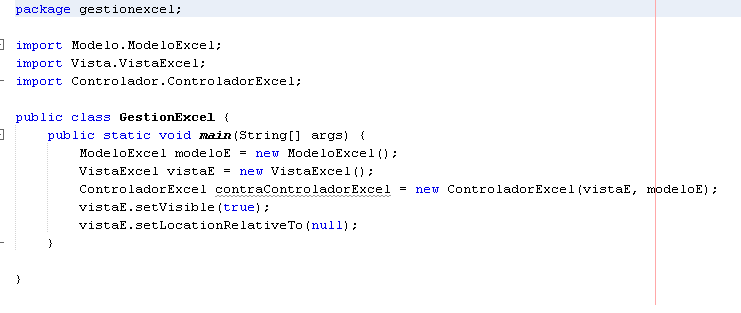 package gestionexcel;
import Modelo.ModeloExcel;
import Vista.VistaExcel;
import Controlador.ControladorExcel;
public class GestionExcel {
public static void main(String[] args) {
ModeloExcel modeloE = new ModeloExcel();
VistaExcel vistaE = new VistaExcel();
ControladorExcel contraControladorExcel = new ControladorExcel(vistaE, modeloE);
vistaE.setVisible(true);
vistaE.setLocationRelativeTo(null);
}
}